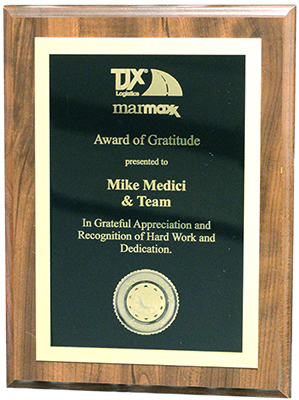 TJX
Logistics
marmaxx
Award of Gratitude
presented to
Mike Medici
& Team
In Grateful Appreciation and
Recognition of Hard Work and
Dedication.